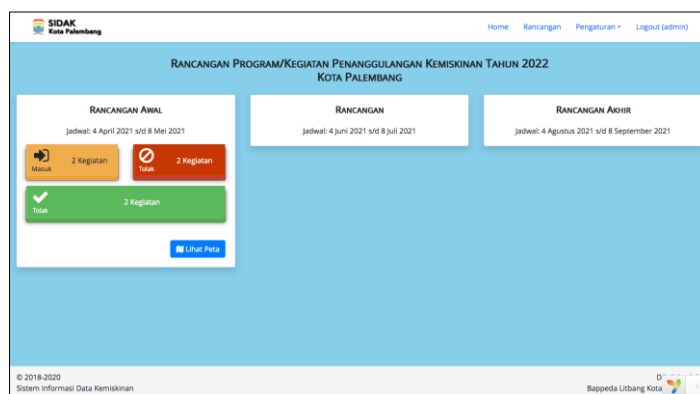 SIDAK
Kota Palembang
Home Rancangan Pengaturan Logout (admin)
Rancangan Program/Kegiatan Penanggulangan Kemiskinan Tahun 2022
Kota Palembang
Rancangan Awal
Jadwal: 4 April 2021 s/d 8 Mei 2021
Masuk
2 Kegiatan
Tolak
2 Kegiatan
Tolak
2 Kegiatan
Lihat Peta
Rancangan
Jadwal: 4 Juni 2021 s/d 8 Juli 2021
Rancangan Akhir
Jadwal: 4 Agustus 2021 s/d 8 September 2021
© 2018-2020
Sistem Informasi Data Kemiskinan
Bappeda Litbang Kota